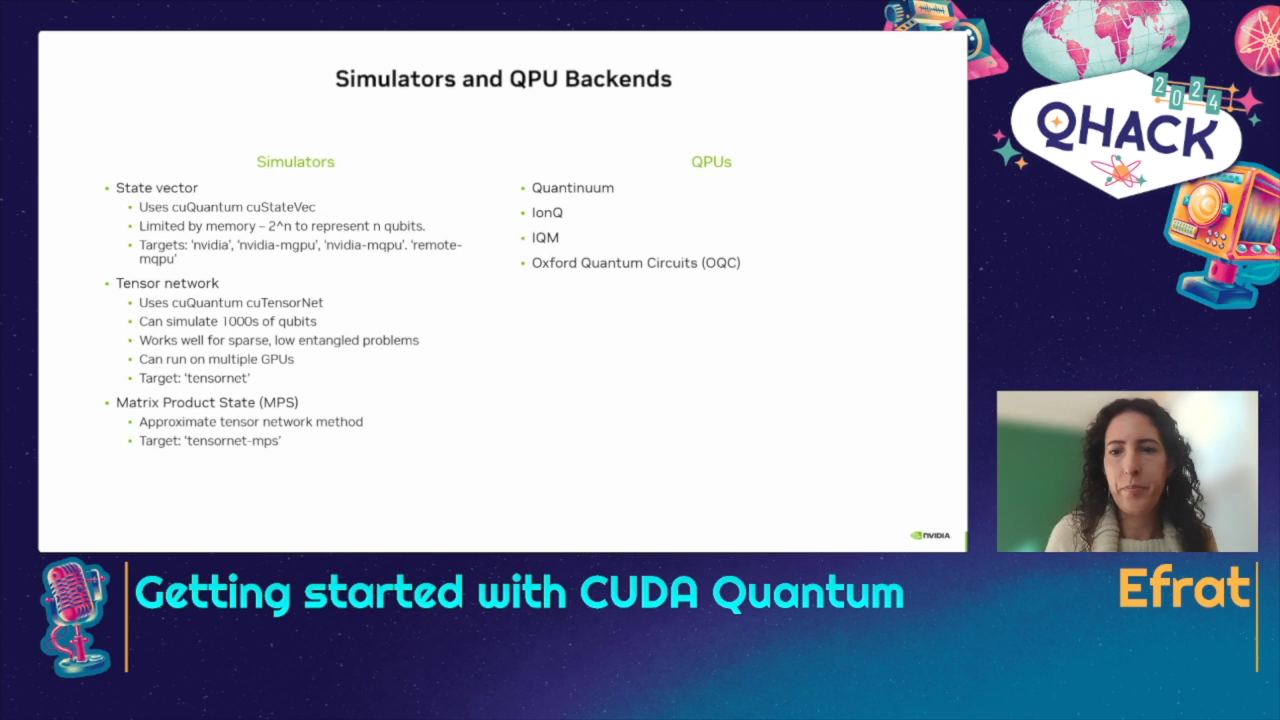 Simulators and QPU Backends
Simulators
• State vector
• Uses cuQuantum cuStateVec
• Limited by memory – 2^n to represent n qubits.
• Targets: 'nvidia', 'nvidia-mgpu', 'nvidia-mqpu'. 'remote-
mqpu'
• Tensor network
• Uses cuQuantum cuTensorNet
• Can simulate 1000s of qubits
• Works well for sparse, low entangled problems
• Can run on multiple GPUs
• Target: 'tensornet'
• Matrix Product State (MPS)
• Approximate tensor network method
• Target: 'tensornet-mps'
QPUs
• Quantinuum
• IonQ
• IQM
• Oxford Quantum Circuits (OQC)
NVIDIA
2024
QHACK
Getting started with CUDA Quantum
Efrat